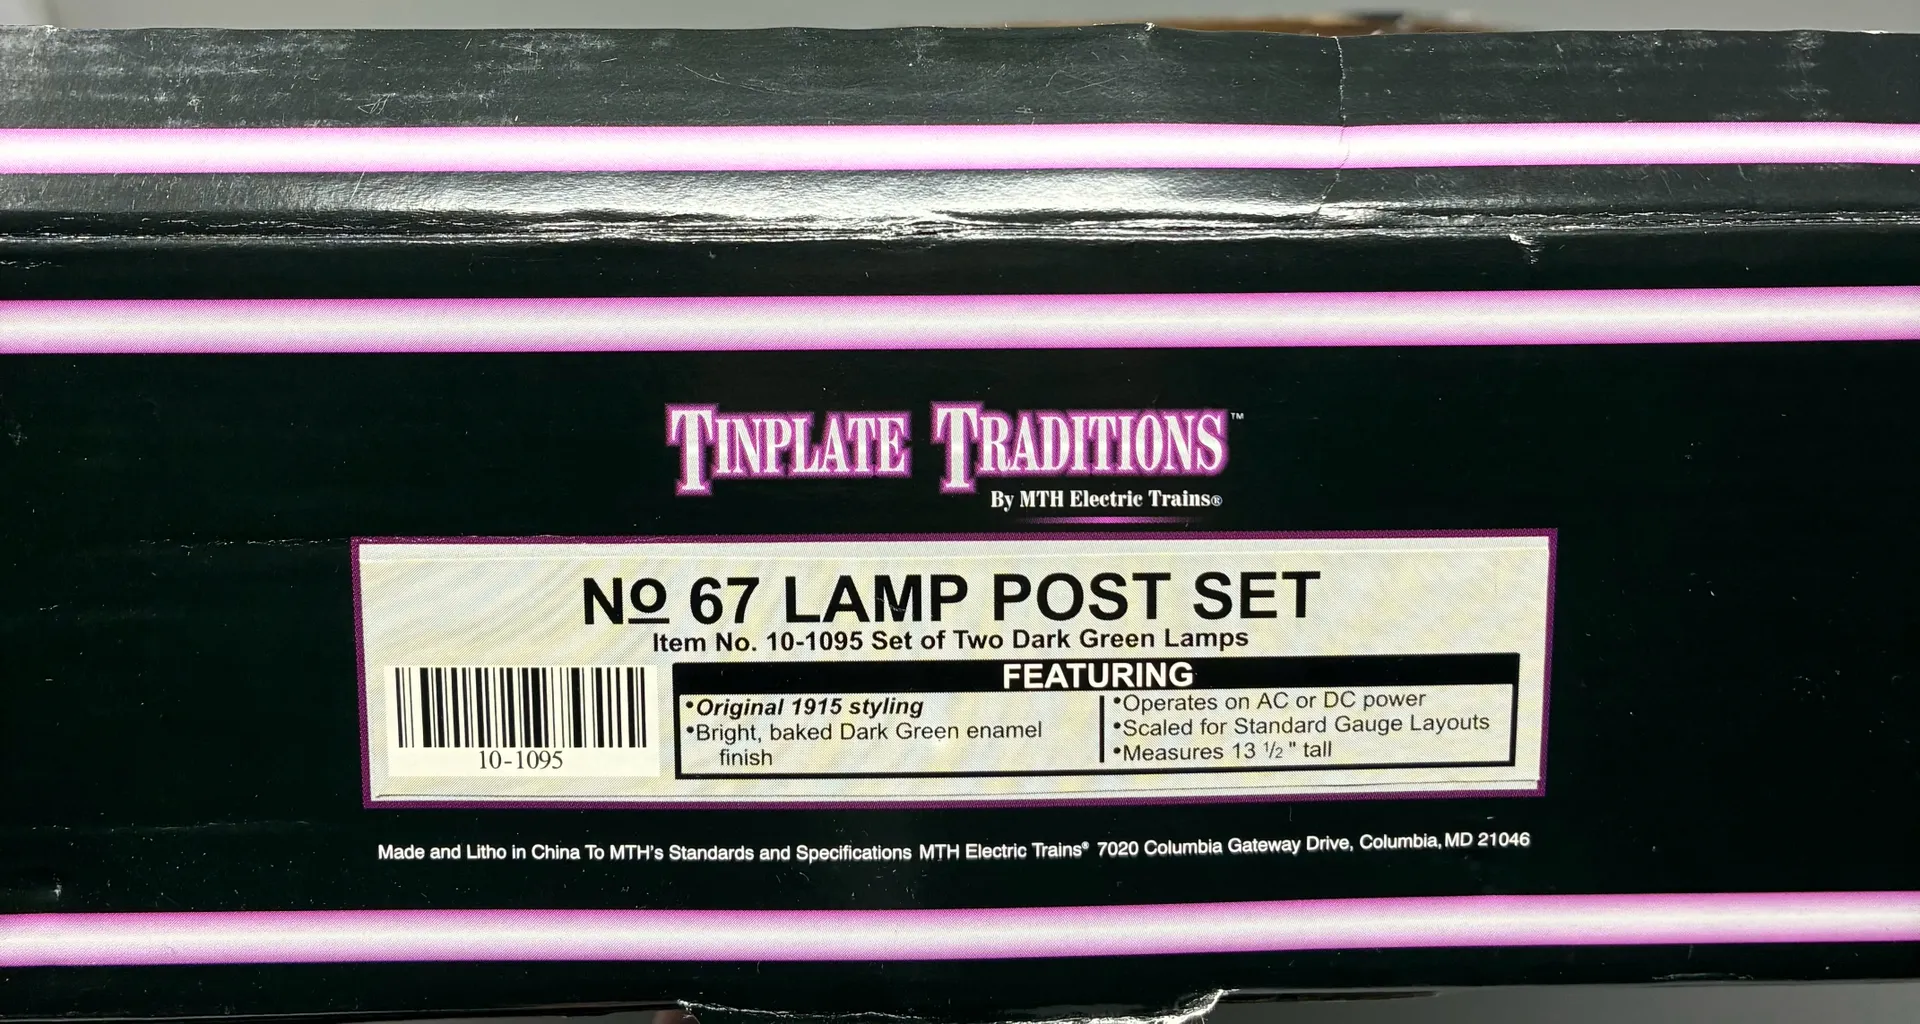 TINPLATE TRADITIONS™
By MTH Electric Trains®
No 67 LAMP POST SET
Item No. 10-1095 Set of Two Dark Green Lamps
FEATURING
•Original 1915 styling
•Bright, baked Dark Green enamel
finish
•Operates on AC or DC power
•Scaled for Standard Gauge Layouts
•Measures 13 1/2 " tall
10-1095
Made and Litho in China To MTH's Standards and Specifications MTH Electric Trains® 7020 Columbia Gateway Drive, Columbia, MD 21046